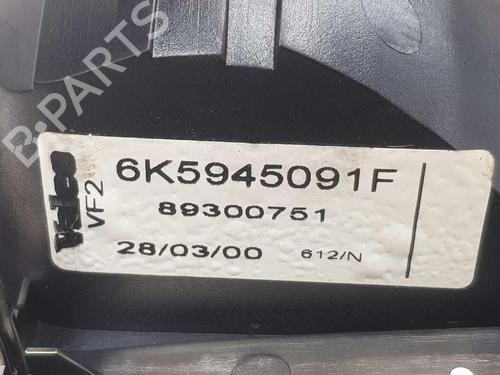 B-PARTS
Valeo
VF2
6K5945091F
89300751
28/03/00 612/N